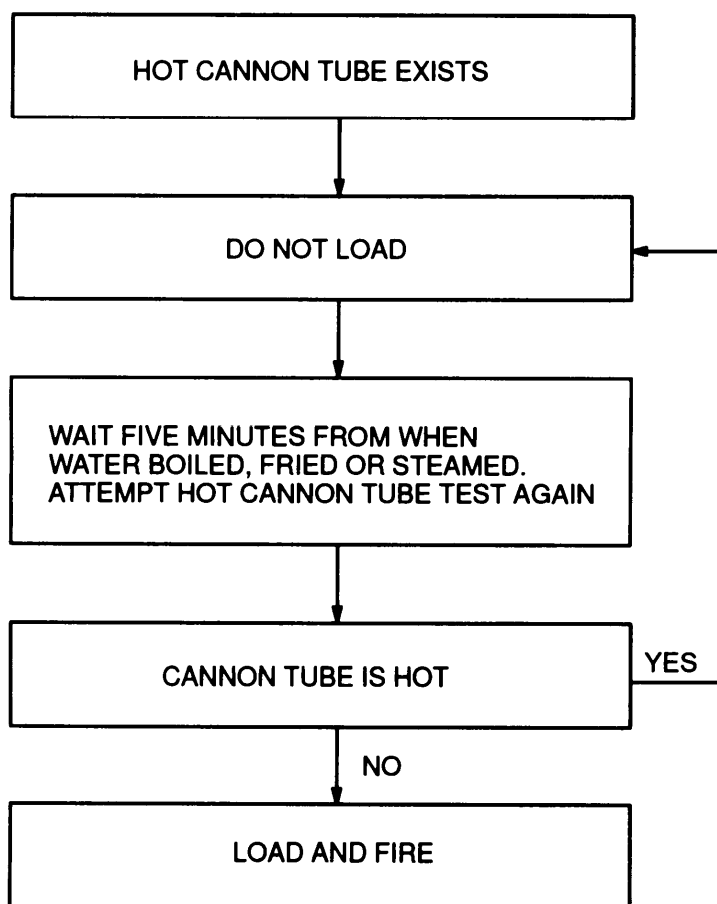 HOT CANNON TUBE EXISTS
DO NOT LOAD
WAIT FIVE MINUTES FROM WHEN
WATER BOILED, FRIED OR STEAMED.
ATTEMPT HOT CANNON TUBE TEST AGAIN
CANNON TUBE IS HOT
YES
NO
LOAD AND FIRE